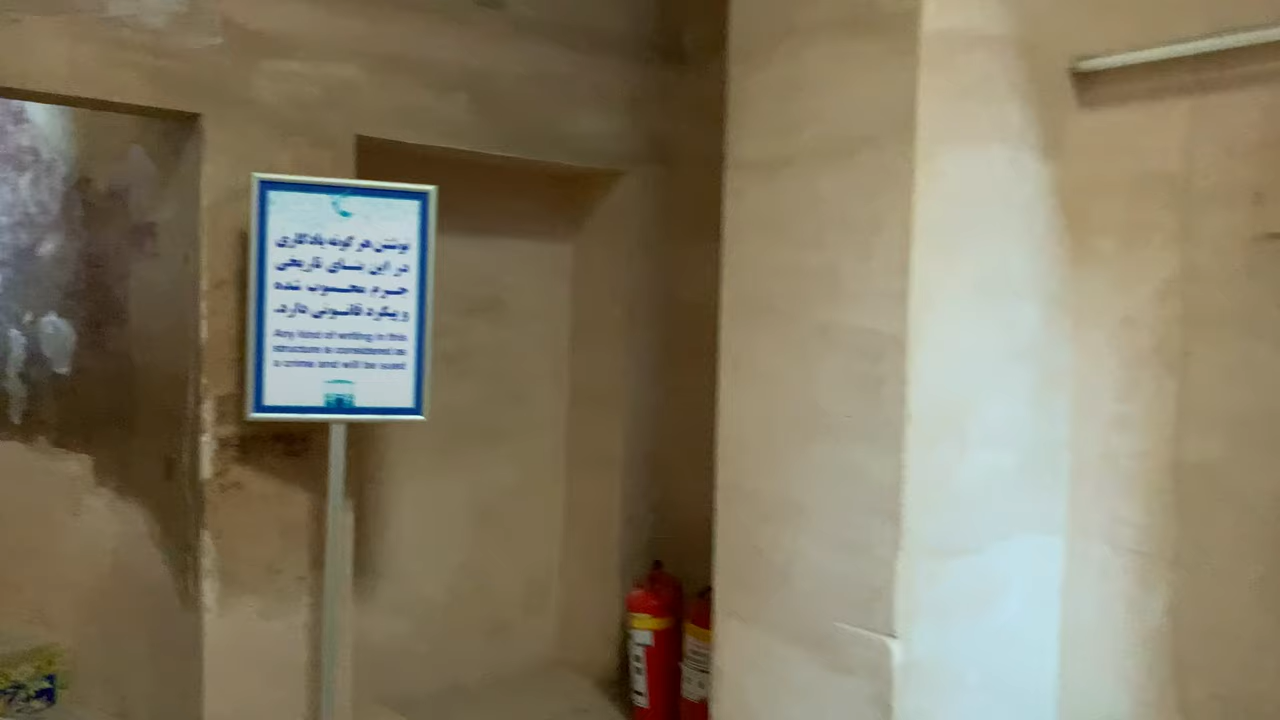 نوشتن هر گونه یادگاری
در این بنای تاریخی
جرم محسوب شده
و پیگرد قانونی دارد.
Any kind of writing in this
structure is considered as
a crime and will be sued